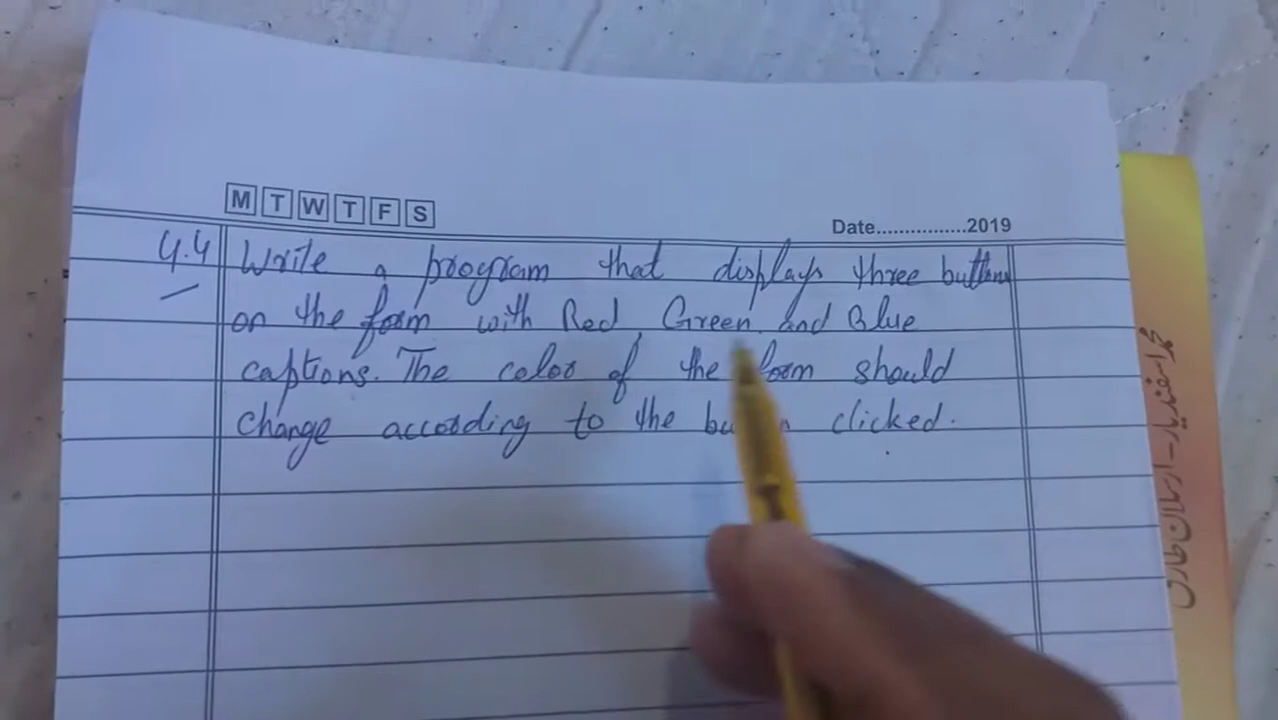 M T W T F S
Date................2019
4.4 Write a program that displays three buttons
on the form with Red, Green and Blue
captions. The color of the form should
change according to the clicked.